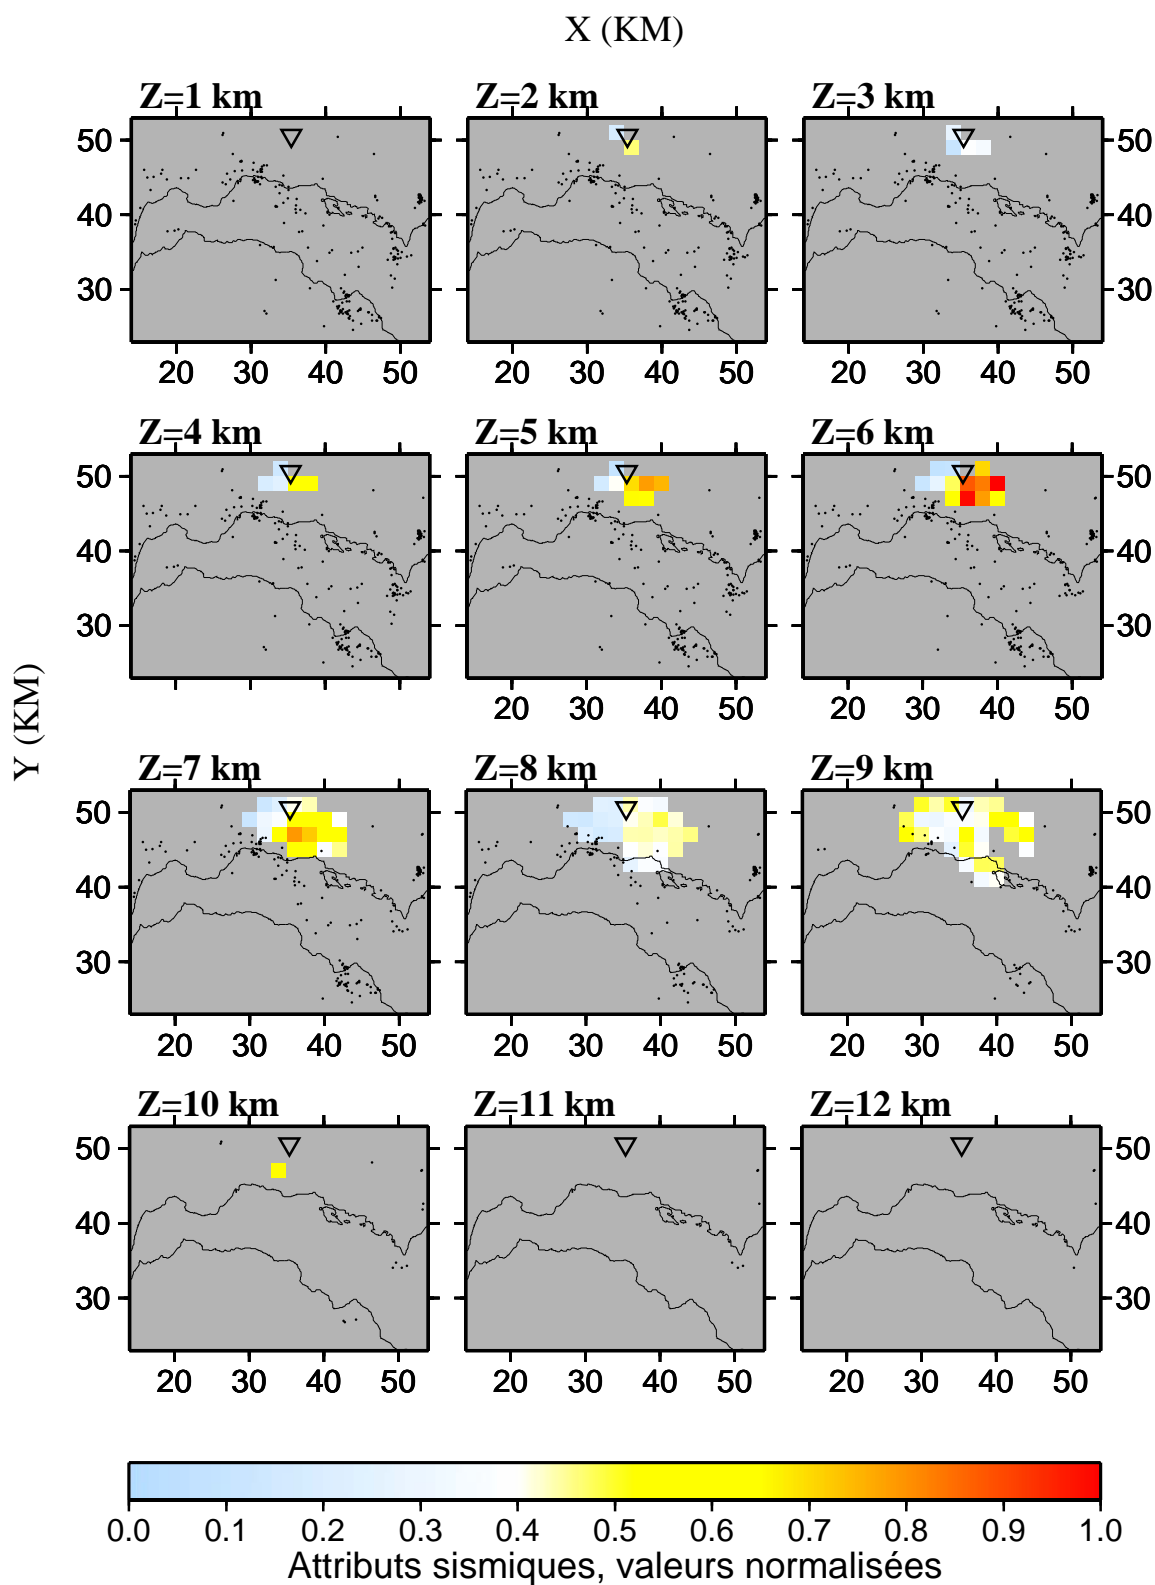 X (KM)
Z=1 km Z=2 km Z=3 km
50 50
40 40
30 30
20 30 40 50 20 30 40 50 20 30 40 50
Z=4 km Z=5 km Z=6 km
50 50
40 40
30 30
20 30 40 50 20 30 40 50
Y (KM)
Z=7 km Z=8 km Z=9 km
50 50
40 40
30 30
20 30 40 50 20 30 40 50 20 30 40 50
Z=10 km Z=11 km Z=12 km
50 50
40 40
30 30
20 30 40 50 20 30 40 50 20 30 40 50
0.0 0.1 0.2 0.3 0.4 0.5 0.6 0.7 0.8 0.9 1.0
Attributs sismiques, valeurs normalisées